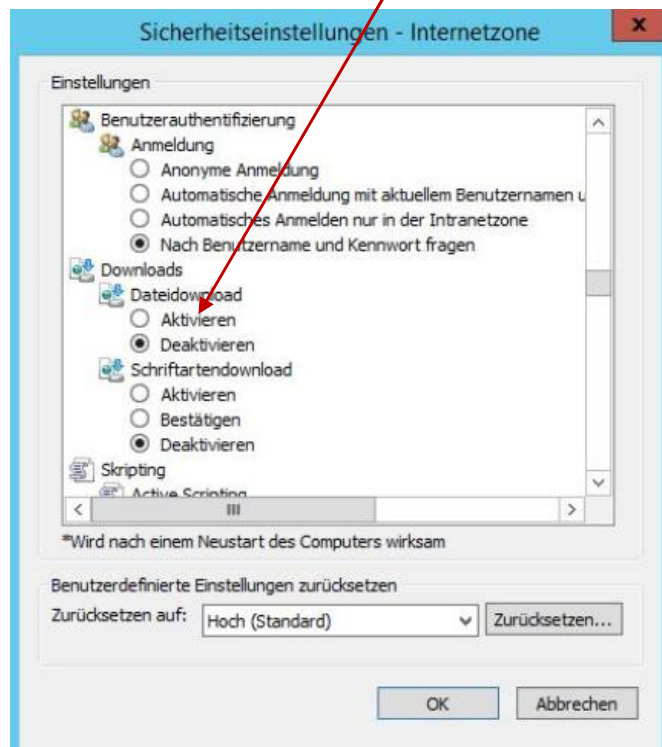 Sicherheitseinstellungen - Internetzone
x
Einstellungen
Benutzerauthentifizierung
Anmeldung
Anonyme Anmeldung
Automatische Anmeldung mit aktuellem Benutzernamen u
Automatisches Anmelden nur in der Intranetzone
Nach Benutzername und Kennwort fragen
Downloads
Dateidownload
Aktivieren
Deaktivieren
Schriftartendownload
Aktivieren
Bestätigen
Deaktivieren
Skripting
Active Scripting
*Wird nach einem Neustart des Computers wirksam
Benutzerdefinierte Einstellungen zurücksetzen
Zurücksetzen auf: Hoch (Standard) Zurücksetzen...
OK Abbrechen